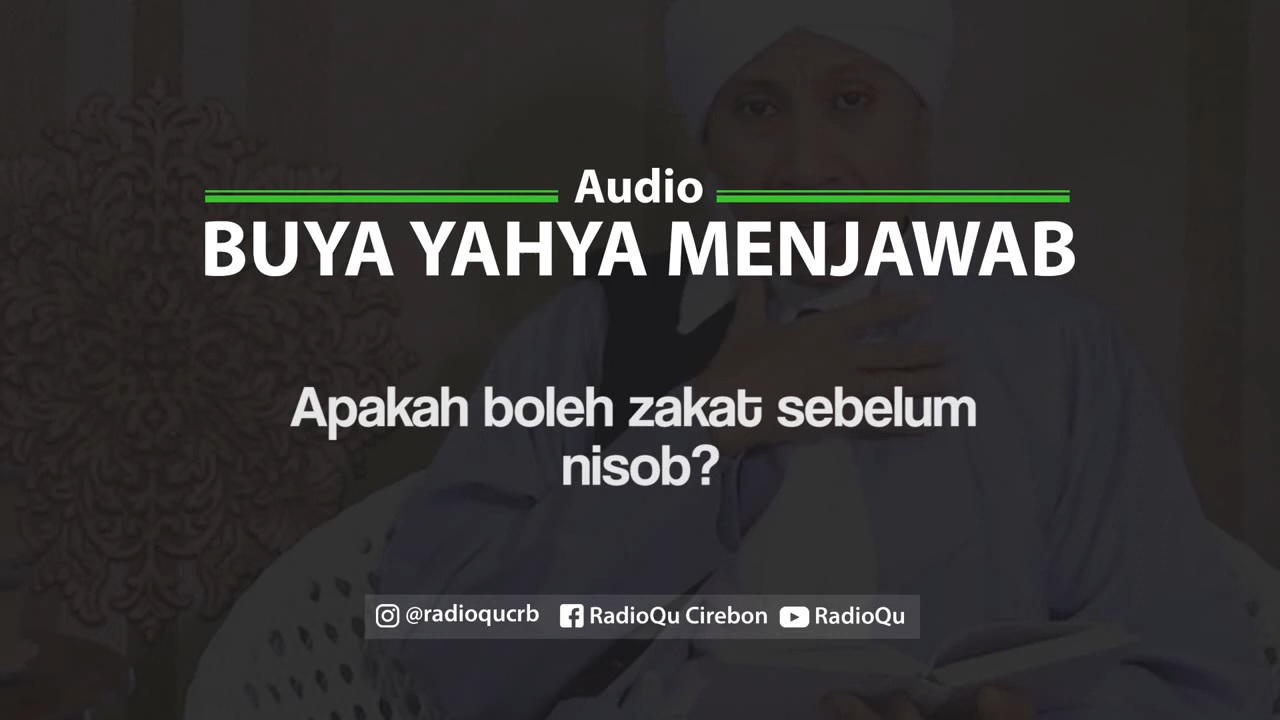 Audio
BUYA YAHYA MENJAWAB
Apakah boleh zakat sebelum
nisob?
@radioqucrb RadioQu Cirebon RadioQu